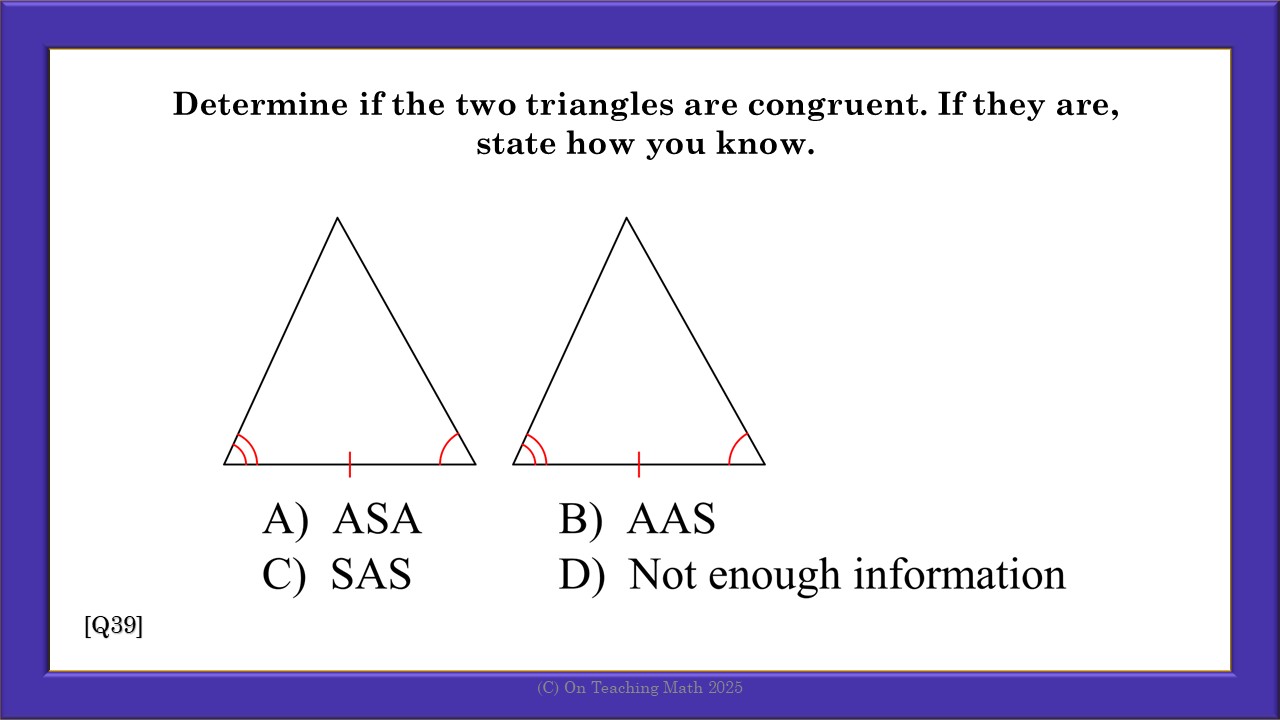 Determine if the two triangles are congruent. If they are,
state how you know.
A) ASA B) AAS
C) SAS D) Not enough information
[Q39]
(C) On Teaching Math 2025